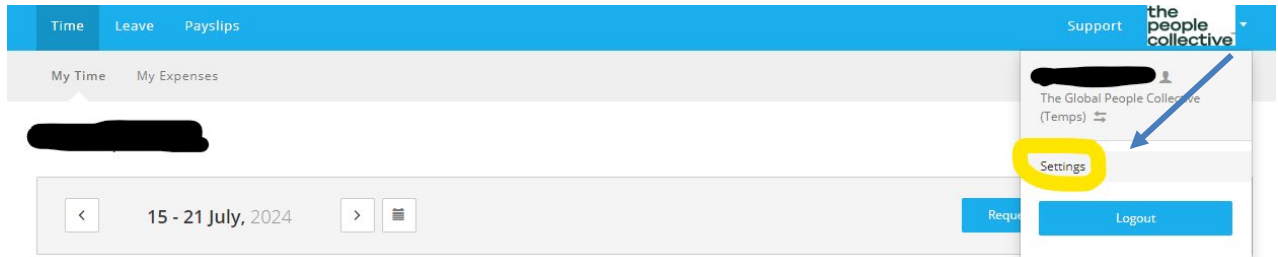 Time Leave Payslips Support
the
people
collective
My Time My Expenses
The Global People Collective
(Temps)
Settings
15 - 21 July, 2024
Logout